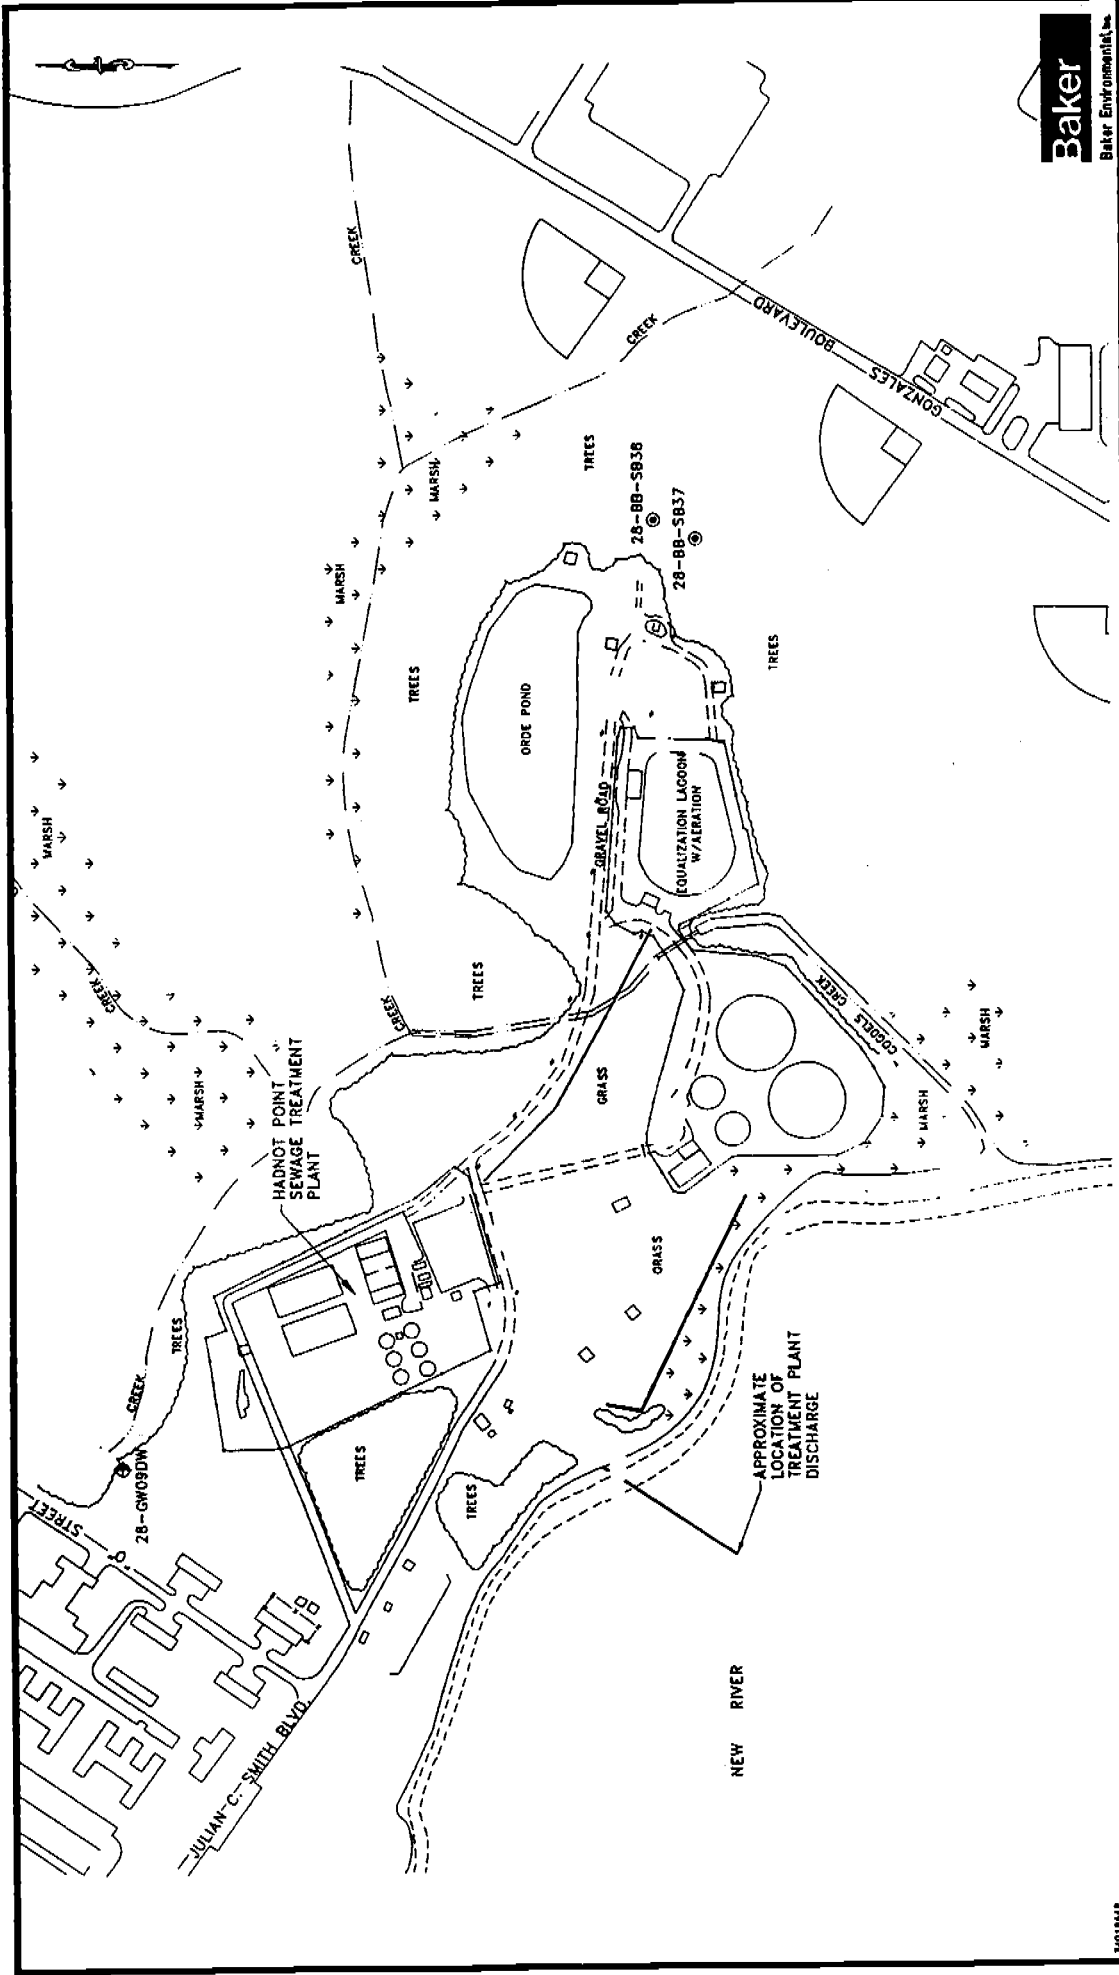 STREET
28-GW09DW
CREEK
TREES
JULIAN C. SMITH BLVD.
TREES
TREES
HADNOT POINT
SEWAGE TREATMENT
PLANT
MARSH
CREEK
MARSH
CREEK
TREES
GRASS
GRASS
APPROXIMATE
LOCATION OF
TREATMENT PLANT
DISCHARGE
NEW RIVER
MARSH
MARSH
COGDELS CREEK
GRAVEL ROAD
EQUALIZATION LAGOON
W/AERATION
ORDE POND
TREES
TREES
MARSH
MARSH
TREES
28-BB-SB38
28-BB-SB37
CREEK
CREEK
GONZALES BOULEVARD
Baker
Baker Environmental, Inc.